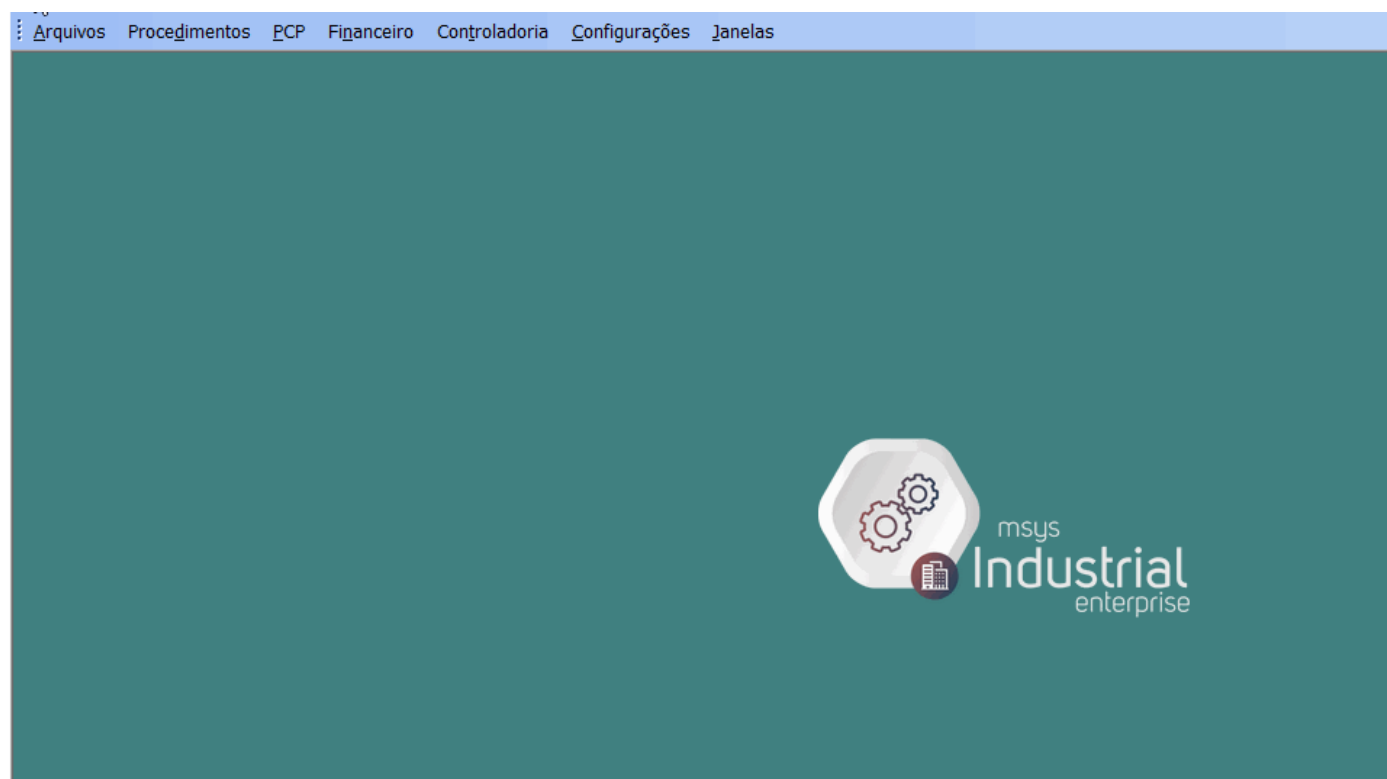 Arquivos Procedimentos PCP Financeiro Controladoria Configurações Janelas
msys
Industrial
enterprise